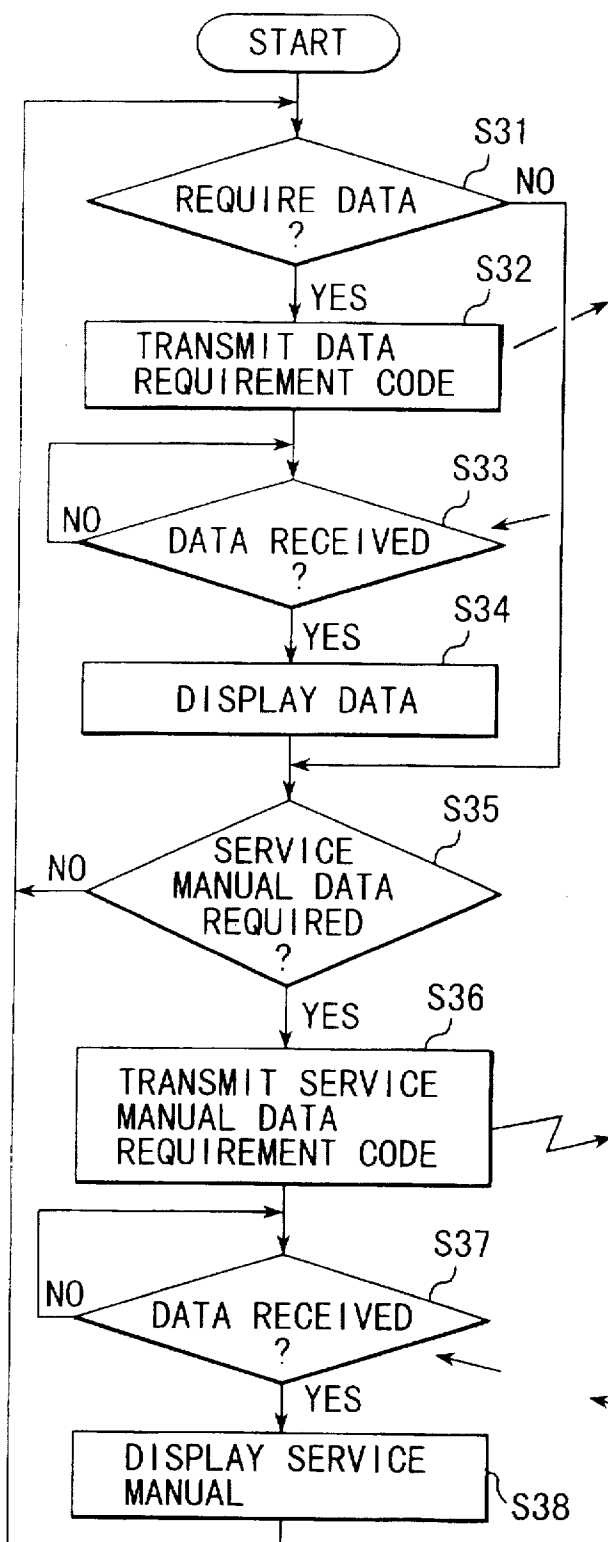 START
S31
REQUIRE DATA
?
NO
YES
S32
TRANSMIT DATA
REQUIREMENT CODE
S33
NO
DATA RECEIVED
?
YES
S34
DISPLAY DATA
S35
NO
SERVICE
MANUAL DATA
REQUIRED
?
YES
S36
TRANSMIT SERVICE
MANUAL DATA
REQUIREMENT CODE
S37
NO
DATA RECEIVED
?
YES
DISPLAY SERVICE
MANUAL
S38